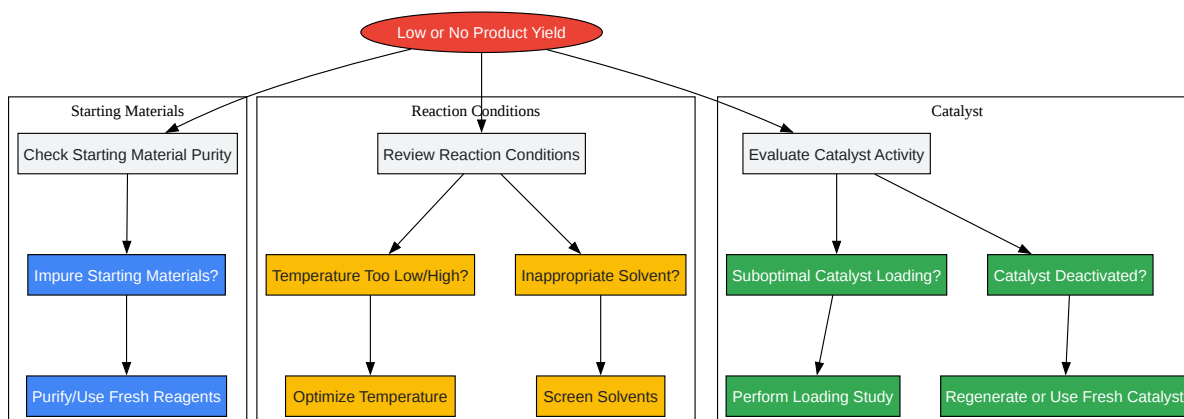 Low or No Product Yield
Starting Materials
Reaction Conditions
Catalyst
Check Starting Material Purity
Review Reaction Conditions
Evaluate Catalyst Activity
Impure Starting Materials?
Temperature Too Low/High?
Inappropriate Solvent?
Suboptimal Catalyst Loading?
Catalyst Deactivated?
Purify/Use Fresh Reagents
Optimize Temperature
Screen Solvents
Perform Loading Study
Regenerate or Use Fresh Catalyst